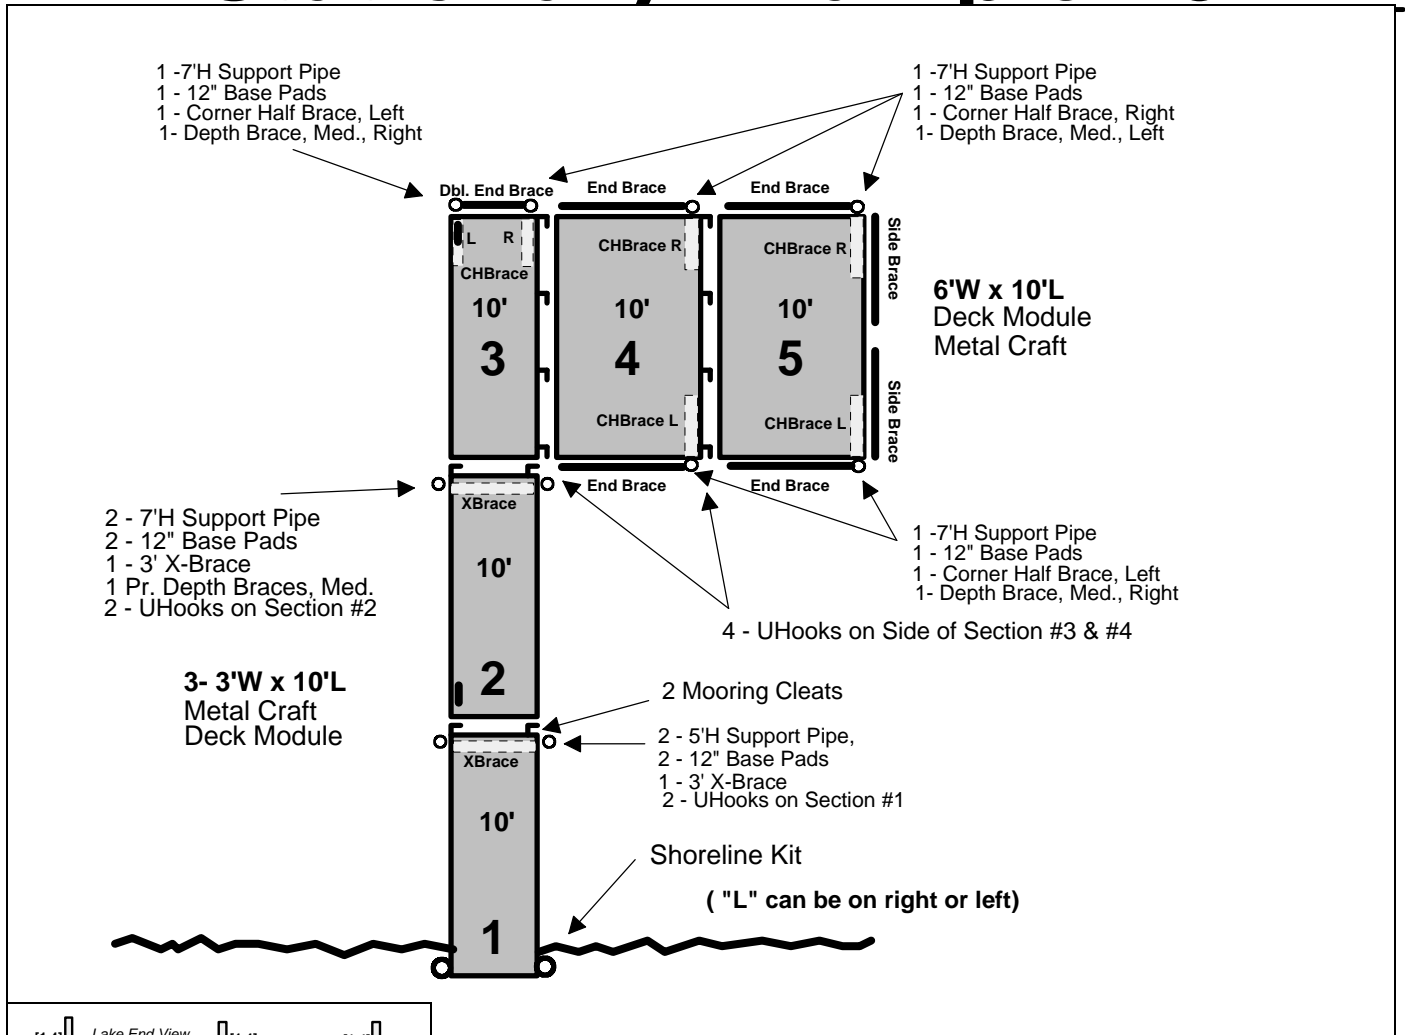 1 -7'H Support Pipe
1 - 12" Base Pads
1 - Corner Half Brace, Left
1- Depth Brace, Med., Right
1 -7'H Support Pipe
1 - 12" Base Pads
1 - Corner Half Brace, Right
1- Depth Brace, Med., Left
Dbl. End Brace
End Brace
End Brace
L R
CHBrace
10'
3
CHBrace R
10'
4
CHBrace L
CHBrace R
10'
5
CHBrace L
Side Brace
Side Brace
6'W x 10'L
Deck Module
Metal Craft
End Brace
End Brace
2 - 7'H Support Pipe
2 - 12" Base Pads
1 - 3' X-Brace
1 Pr. Depth Braces, Med.
2 - UHooks on Section #2
XBrace
10'
2
1 -7'H Support Pipe
1 - 12" Base Pads
1 - Corner Half Brace, Left
1- Depth Brace, Med., Right
4 - UHooks on Side of Section #3 & #4
3- 3'W x 10'L
Metal Craft
Deck Module
2 Mooring Cleats
2 - 5'H Support Pipe,
2 - 12" Base Pads
1 - 3' X-Brace
2 - UHooks on Section #1
XBrace
10'
1
Shoreline Kit
( "L" can be on right or left)
Lake End View